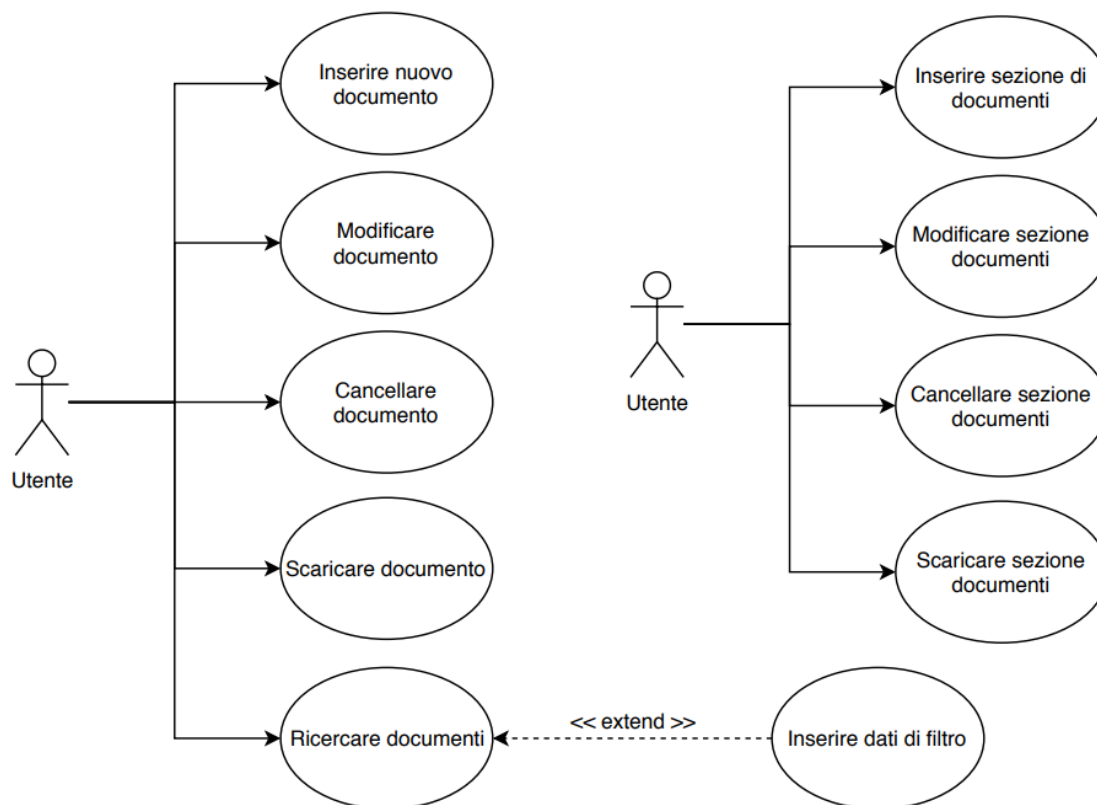 Inserire nuovo
documento
Modificare
documento
Cancellare
documento
Utente
Scaricare documento
Ricercare documenti
<< extend >>
Inserire dati di filtro
Inserire sezione di
documenti
Modificare sezione
documenti
Utente
Cancellare sezione
documenti
Scaricare sezione
documenti